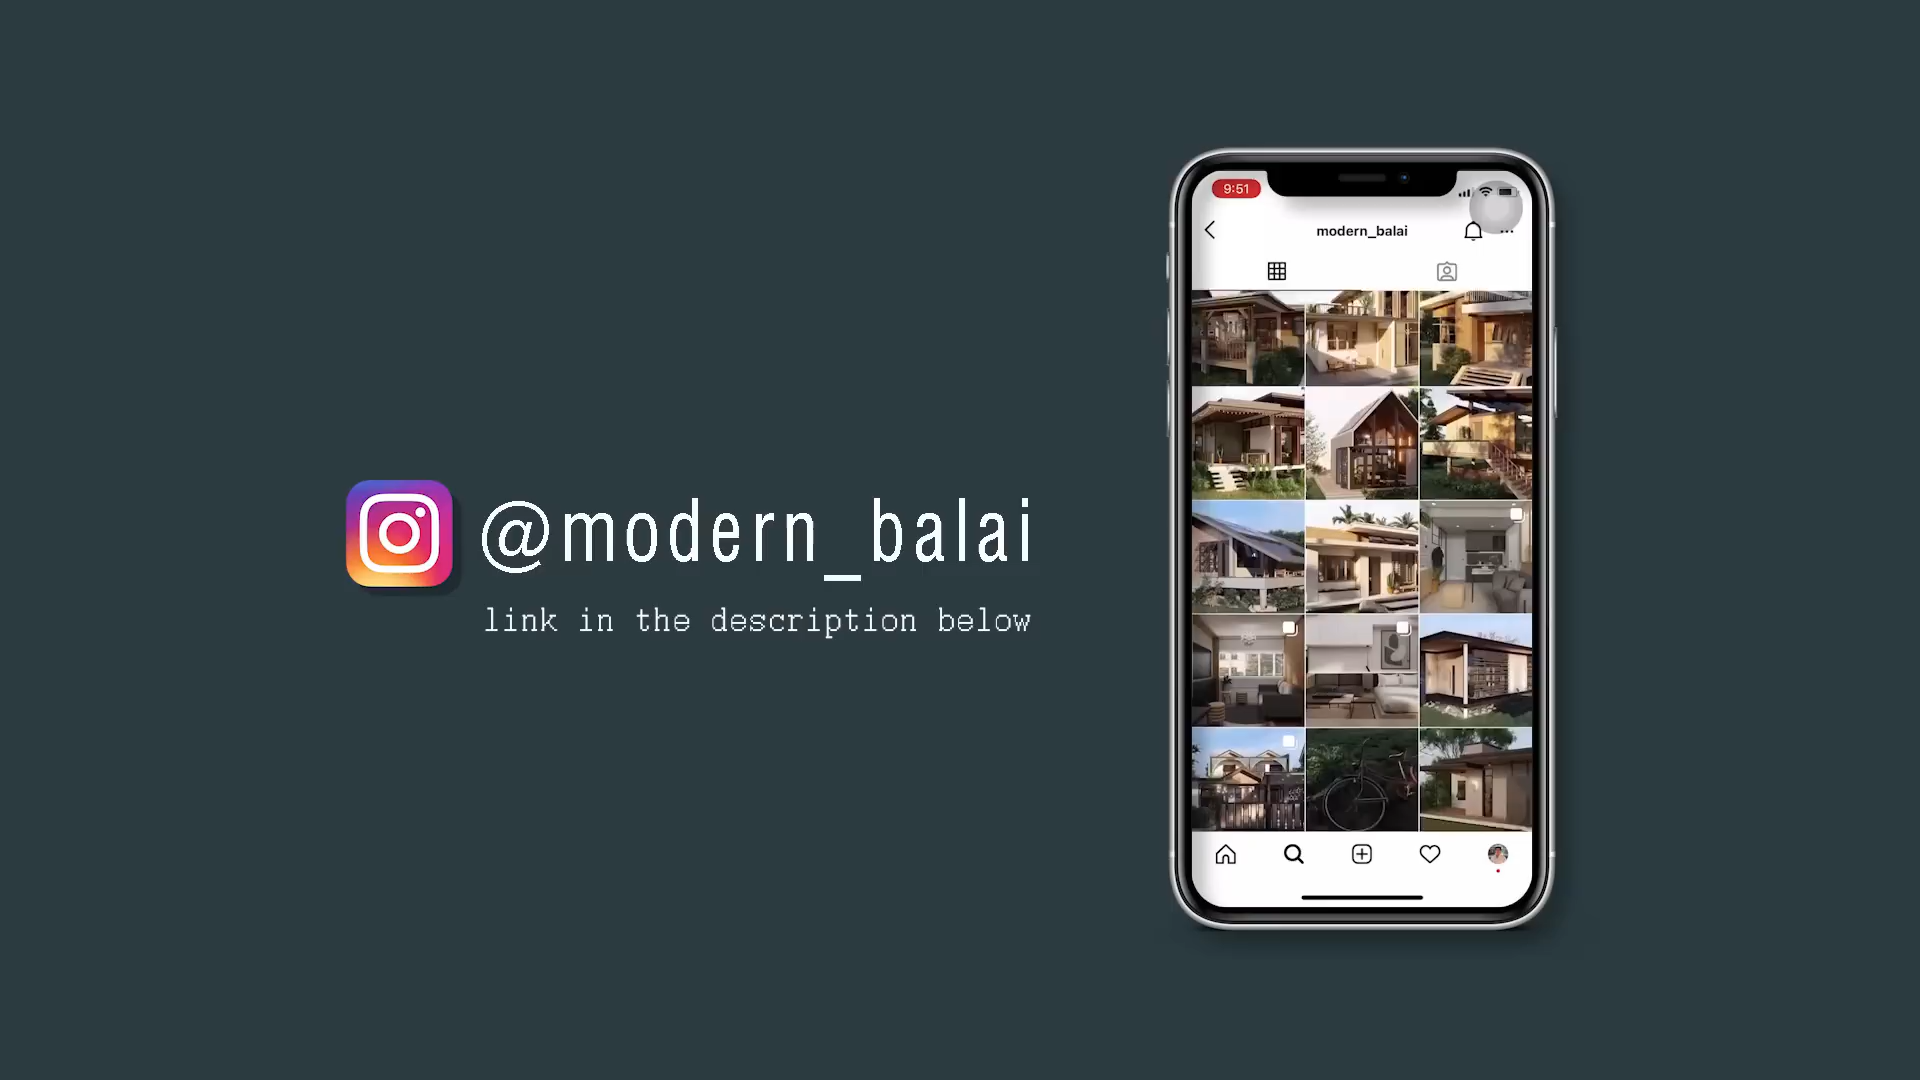 @modern_balai
link in the description below
9:51
modern_balai